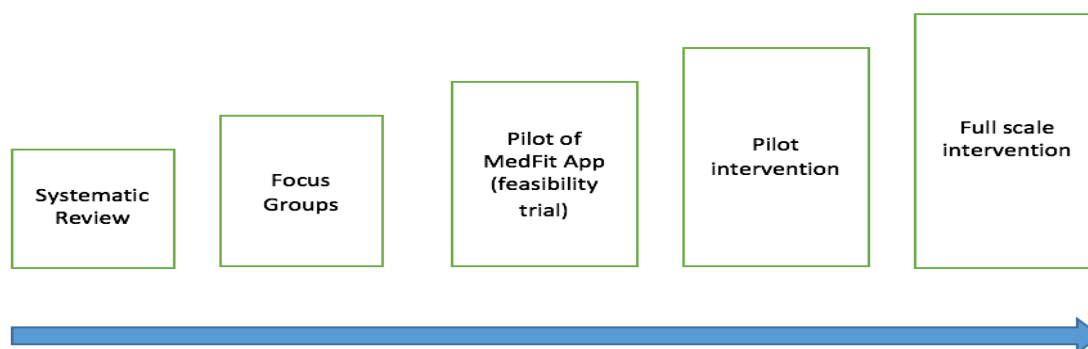 Systematic
Review
Focus
Groups
Pilot of
MedFit App
(feasibility
trial)
Pilot
intervention
Full scale
intervention